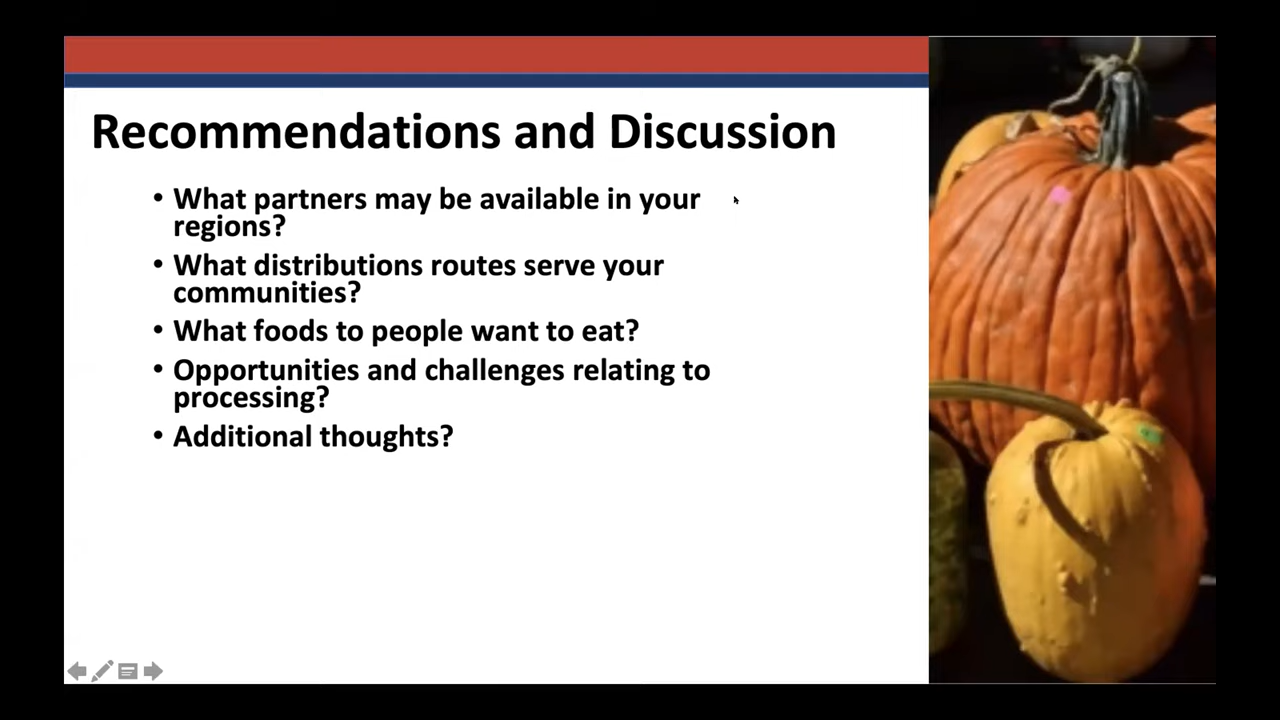 Recommendations and Discussion
• What partners may be available in your
regions?
• What distributions routes serve your
communities?
• What foods to people want to eat?
• Opportunities and challenges relating to
processing?
• Additional thoughts?